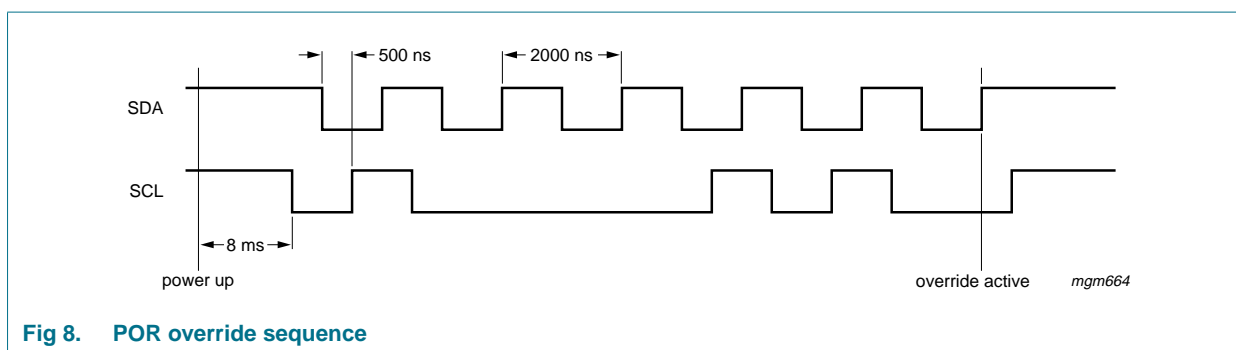 500 ns
2000 ns
SDA
SCL
8 ms
power up
override active
mgm664
Fig 8. POR override sequence